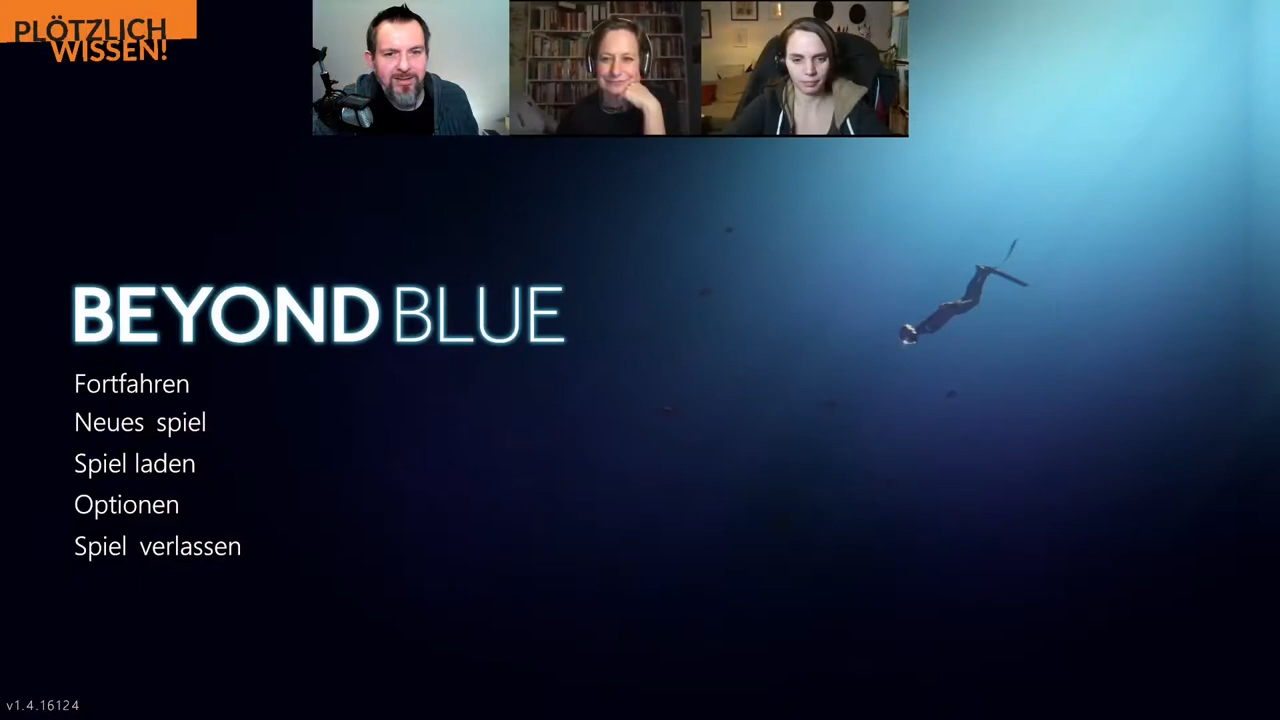 PLÖTZLICH
WISSEN!
BEYOND BLUE
Fortfahren
Neues spiel
Spiel laden
Optionen
Spiel verlassen
v1.4.16124